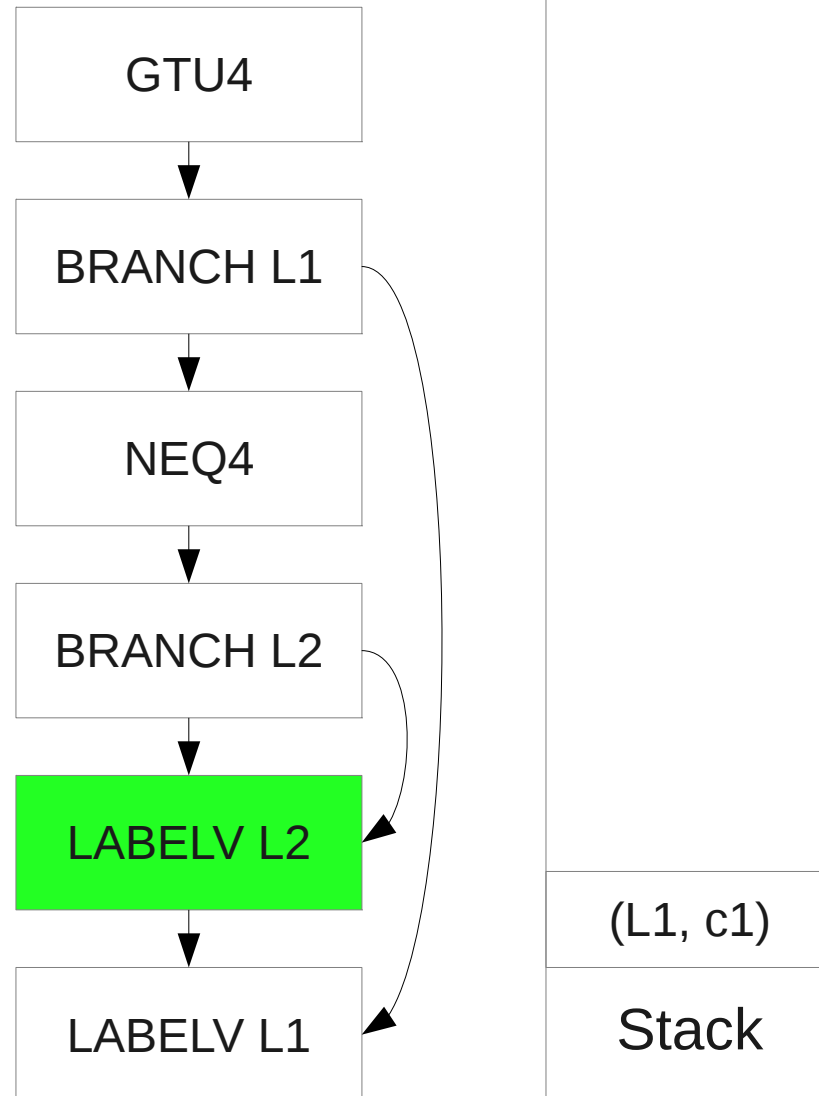 GTU4
BRANCH L1
NEQ4
BRANCH L2
LABELV L2
LABELV L1
(L1, c1)
Stack